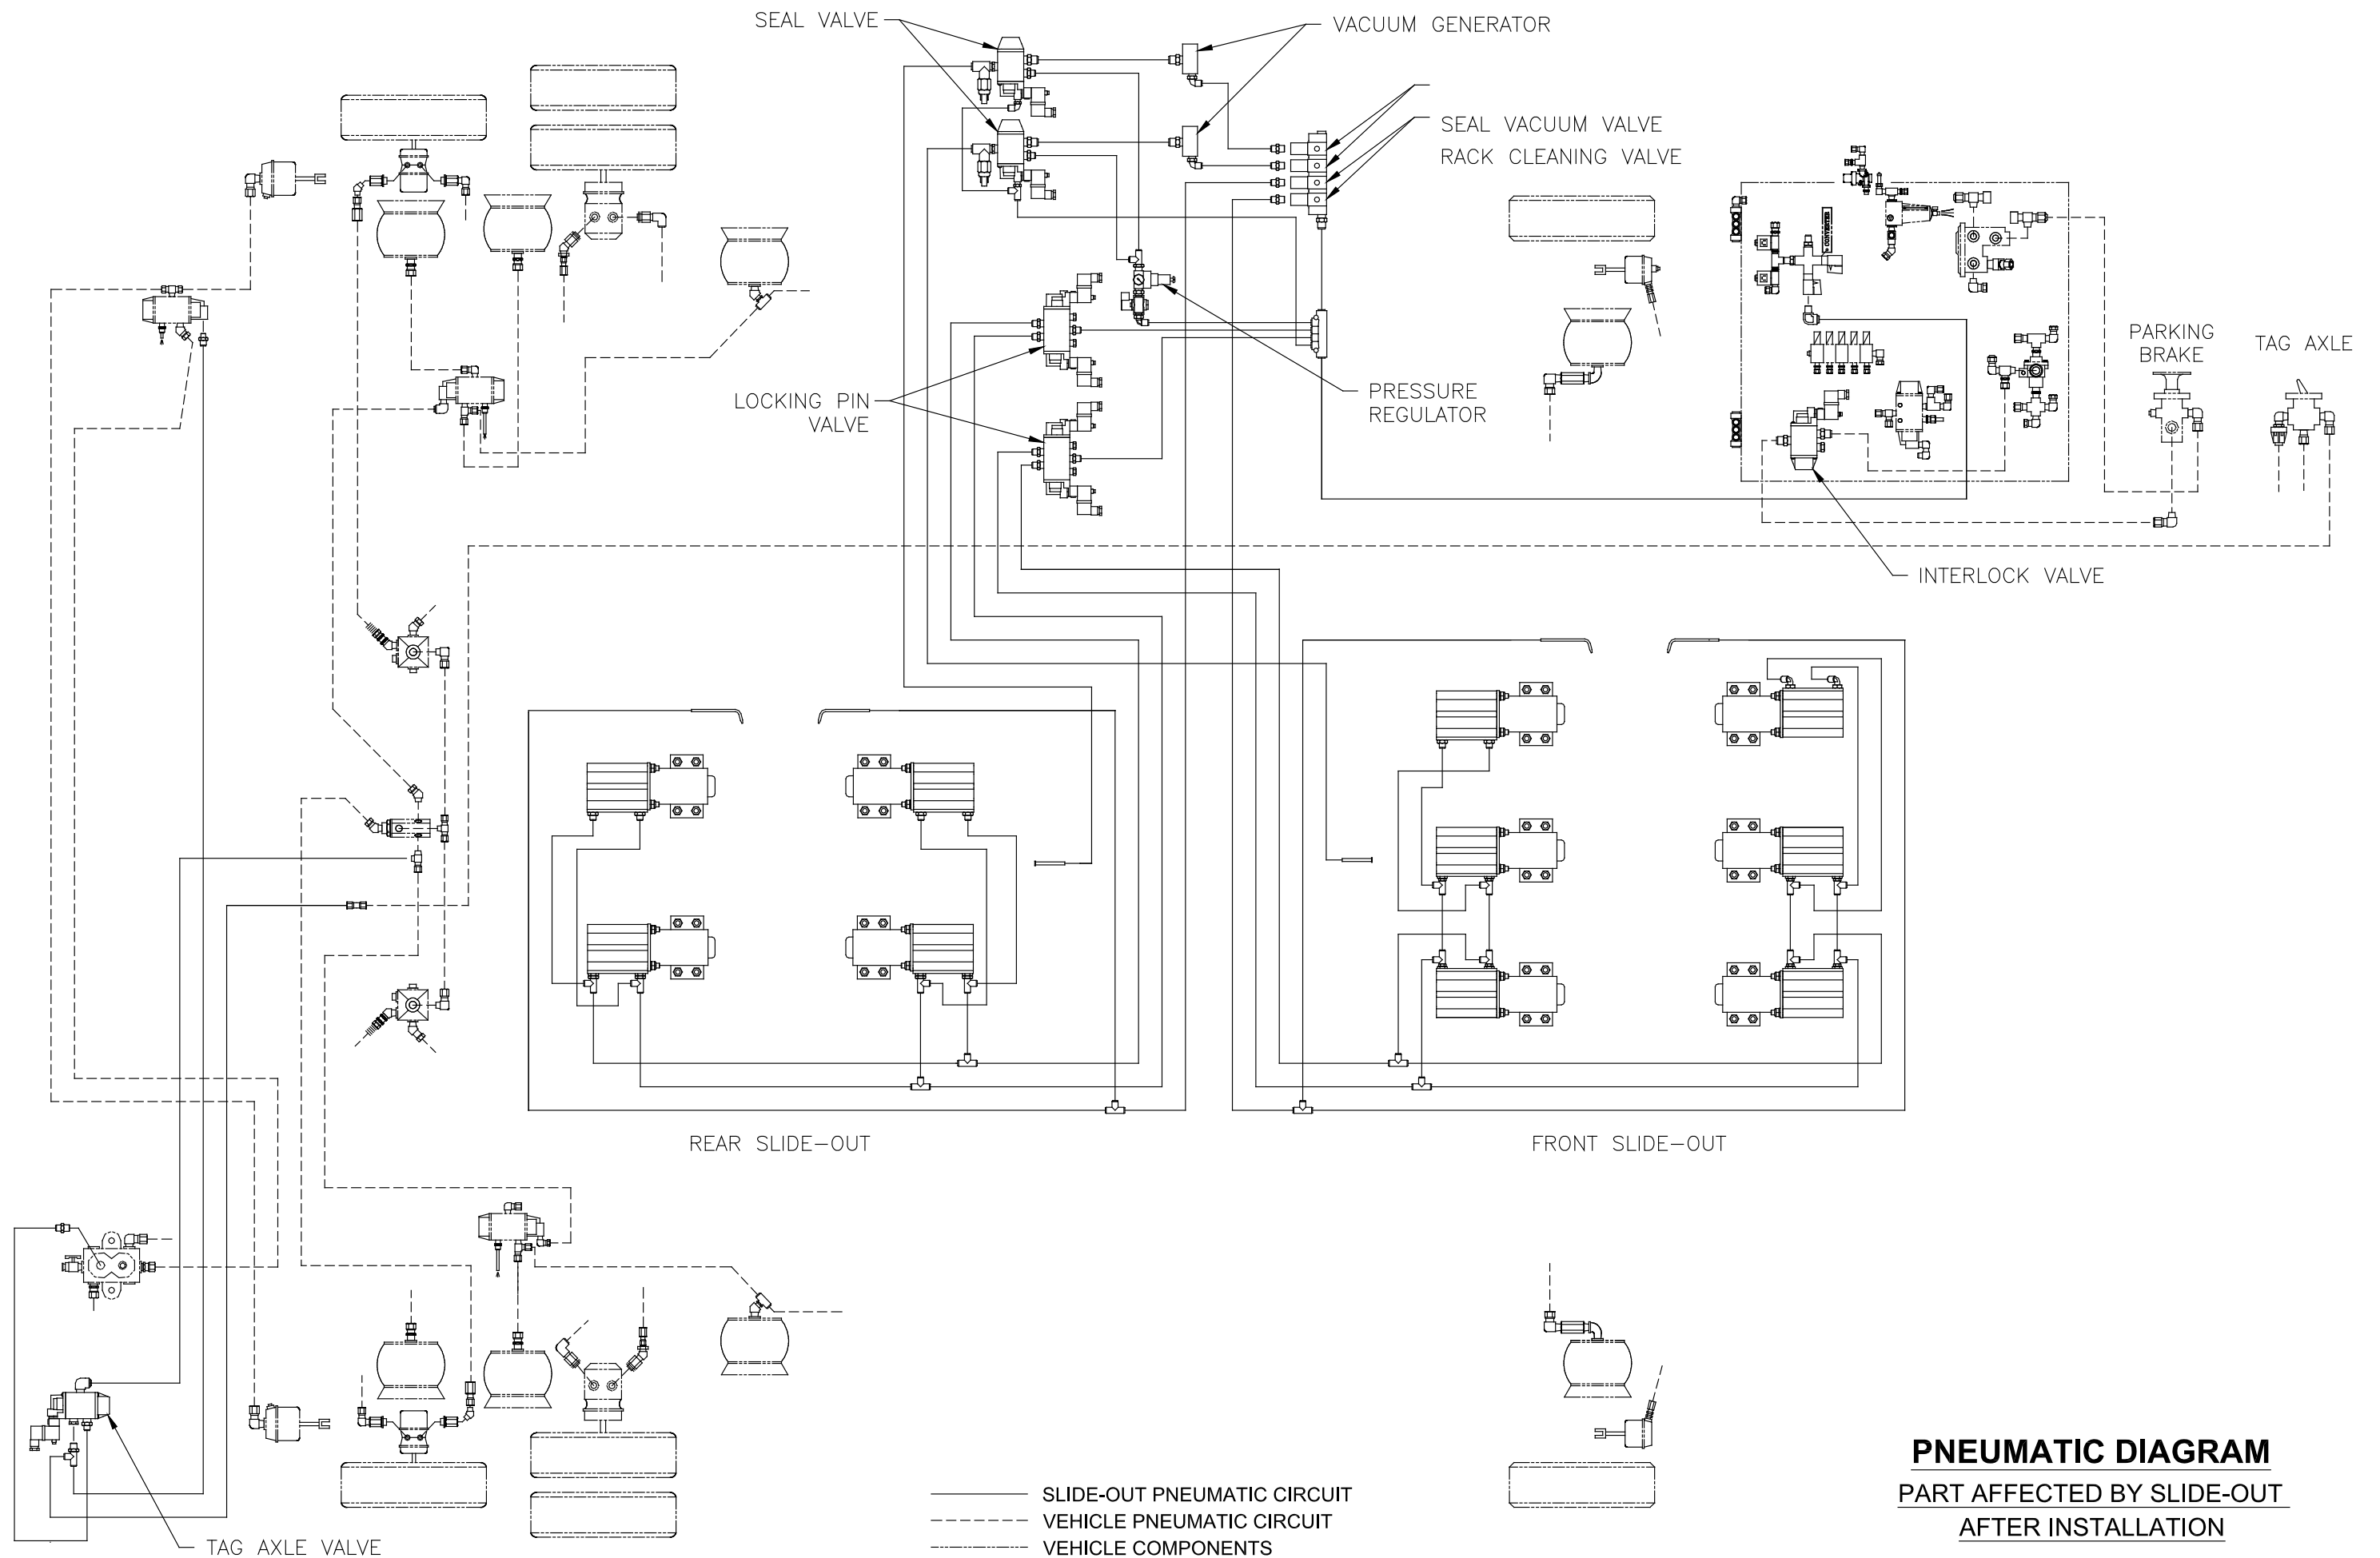 SEAL VALVE
VACUUM GENERATOR
SEAL VACUUM VALVE
RACK CLEANING VALVE
CONVERTER
PARKING
BRAKE
TAG AXLE
PRESSURE
REGULATOR
LOCKING PIN
VALVE
INTERLOCK VALVE
REAR SLIDE-OUT
FRONT SLIDE-OUT
TAG AXLE VALVE
SLIDE-OUT PNEUMATIC CIRCUIT
VEHICLE PNEUMATIC CIRCUIT
VEHICLE COMPONENTS
PNEUMATIC DIAGRAM
PART AFFECTED BY SLIDE-OUT
AFTER INSTALLATION